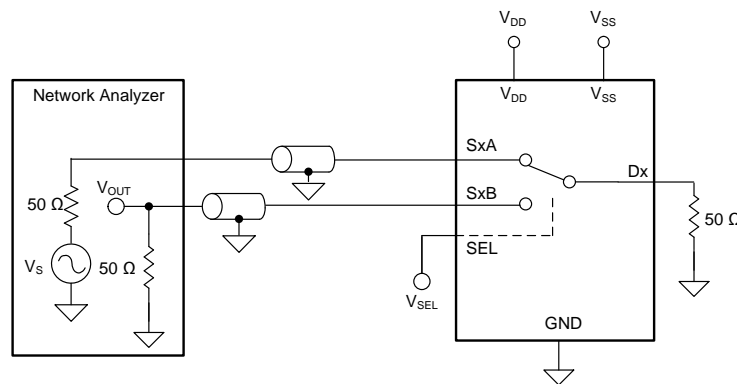 V_DD
V_SS
Network Analyzer
V_DD
V_SS
SxA
Dx
V_OUT
50 Ω
SxB
50 Ω
V_S
50 Ω
SEL
V_SEL
GND